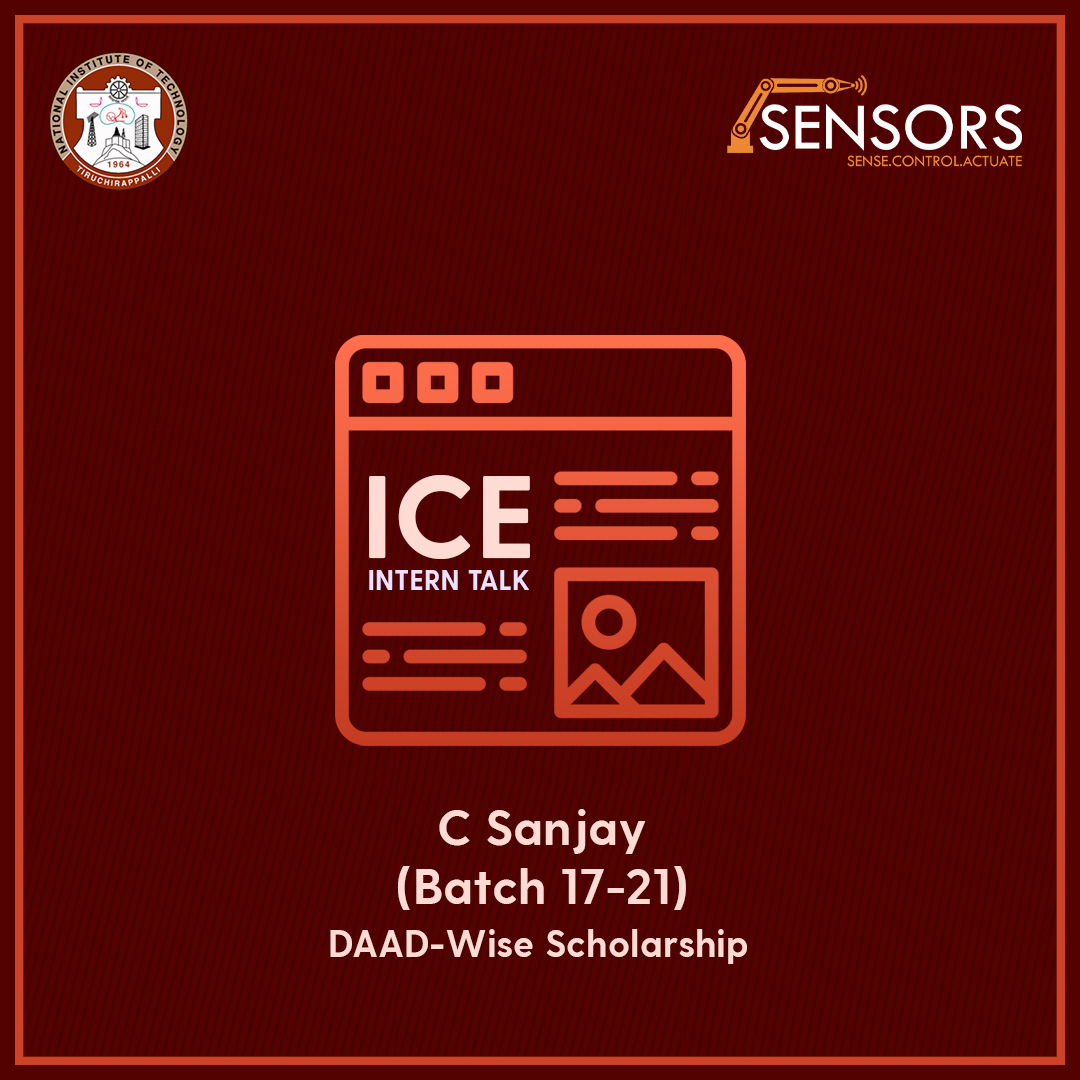 NATIONAL INSTITUTE OF TECHNOLOGY
1964
TIRUCHIRAPPALLI
SENSORS
SENSE.CONTROL.ACTUATE
ICE
INTERN TALK
C Sanjay
(Batch 17-21)
DAAD-Wise Scholarship